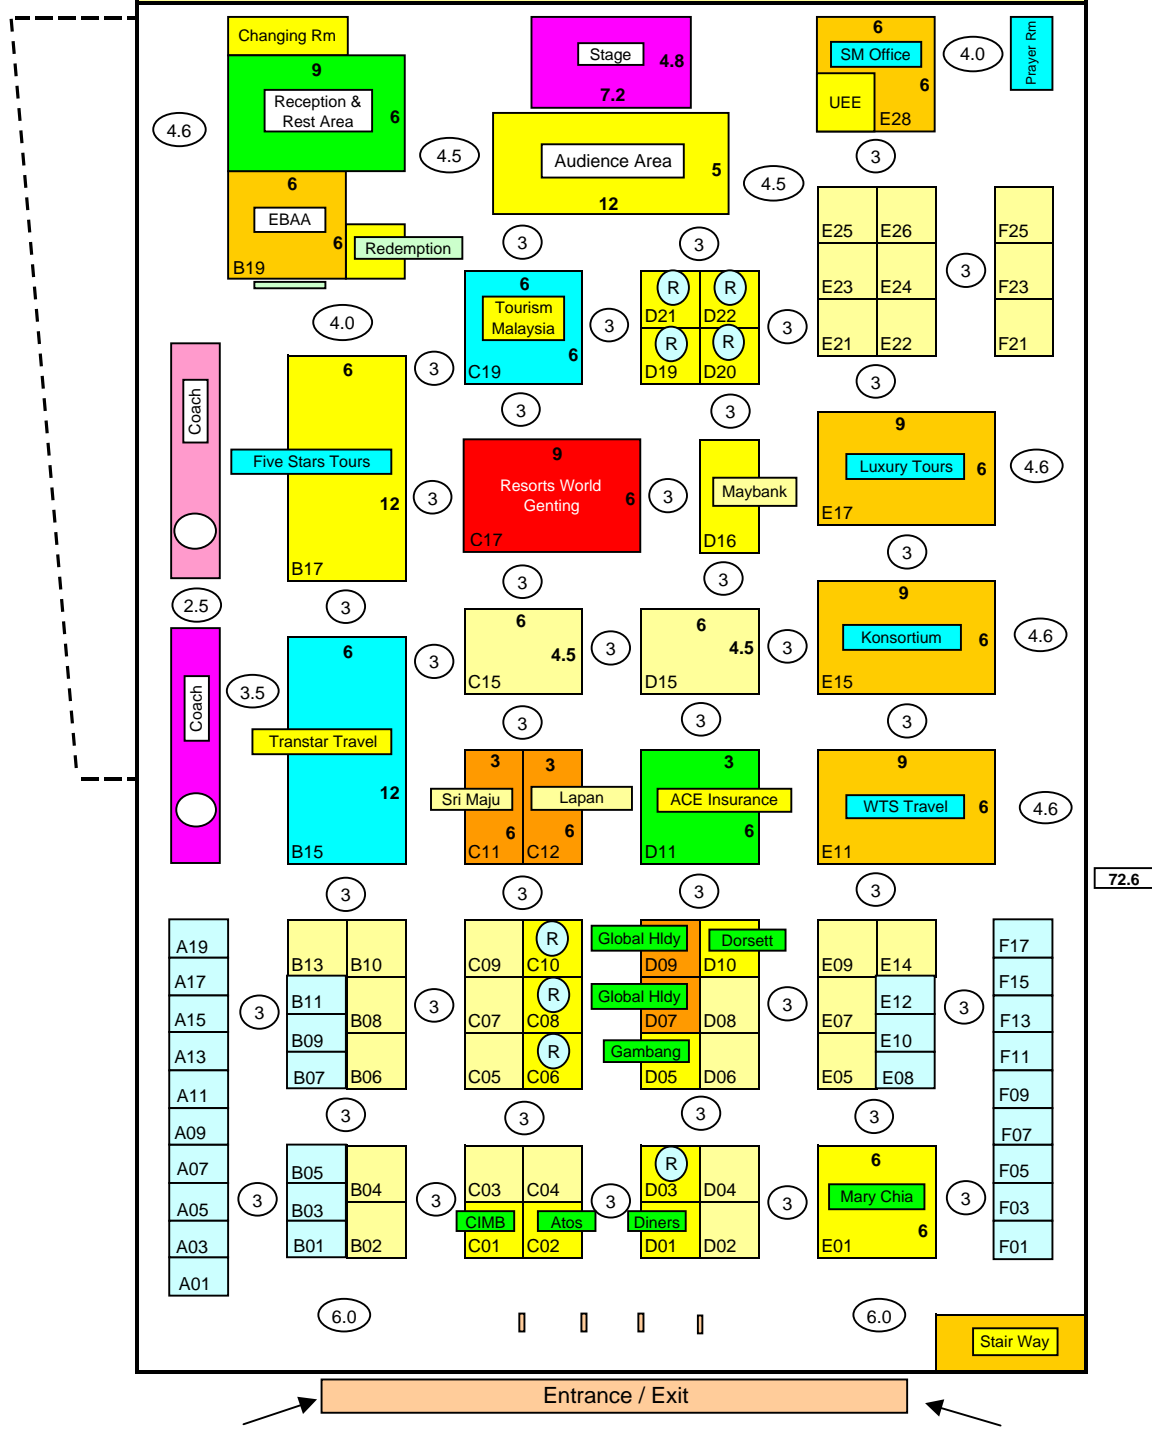 Changing Rm
9
Reception &
Rest Area
6
4.6
4.5
Stage
4.8
7.2
Audience Area
5
12
4.5
6
SM Office
6
UEE
E28
4.0
Prayer Rm
3
6
EBAA
6
B19
Redemption
4.0
3
3
E25
E26
E23
E24
E21
E22
3
F25
F23
F21
6
Tourism
Malaysia
6
C19
3
R
R
D21
D22
R
R
D19
D20
3
3
3
3
3
Coach
6
Five Stars Tours
12
B17
3
9
Resorts World
Genting
6
C17
3
Maybank
D16
9
Luxury Tours
6
E17
4.6
2.5
3
3
3
3
Coach
3.5
6
Transtar Travel
12
B15
3
6
4.5
C15
3
6
4.5
D15
3
9
Konsortium
6
E15
4.6
3
3
3
3
3
Sri Maju
Lapan
6
6
C11
C12
3
ACE Insurance
6
D11
9
WTS Travel
6
E11
4.6
72.6
3
3
3
3
A19
A17
A15
A13
A11
A09
A07
A05
A03
A01
3
B13
B10
B11
B08
B09
B07
B06
3
C09
R
C10
C07
R
C08
C05
R
C06
Global Hldy
Dorsett
D09
D10
Global Hldy
D07
D08
Gambang
D05
D06
3
E09
E14
E12
E07
E10
E05
E08
3
F17
F15
F13
F11
F09
F07
F05
F03
F01
3
3
3
3
3
B05
B04
B03
B01
B02
3
C03
C04
CIMB
Atos
C01
C02
3
R
D03
D04
Diners
D01
D02
3
6
Mary Chia
6
E01
3
6.0
6.0
Stair Way
Entrance / Exit